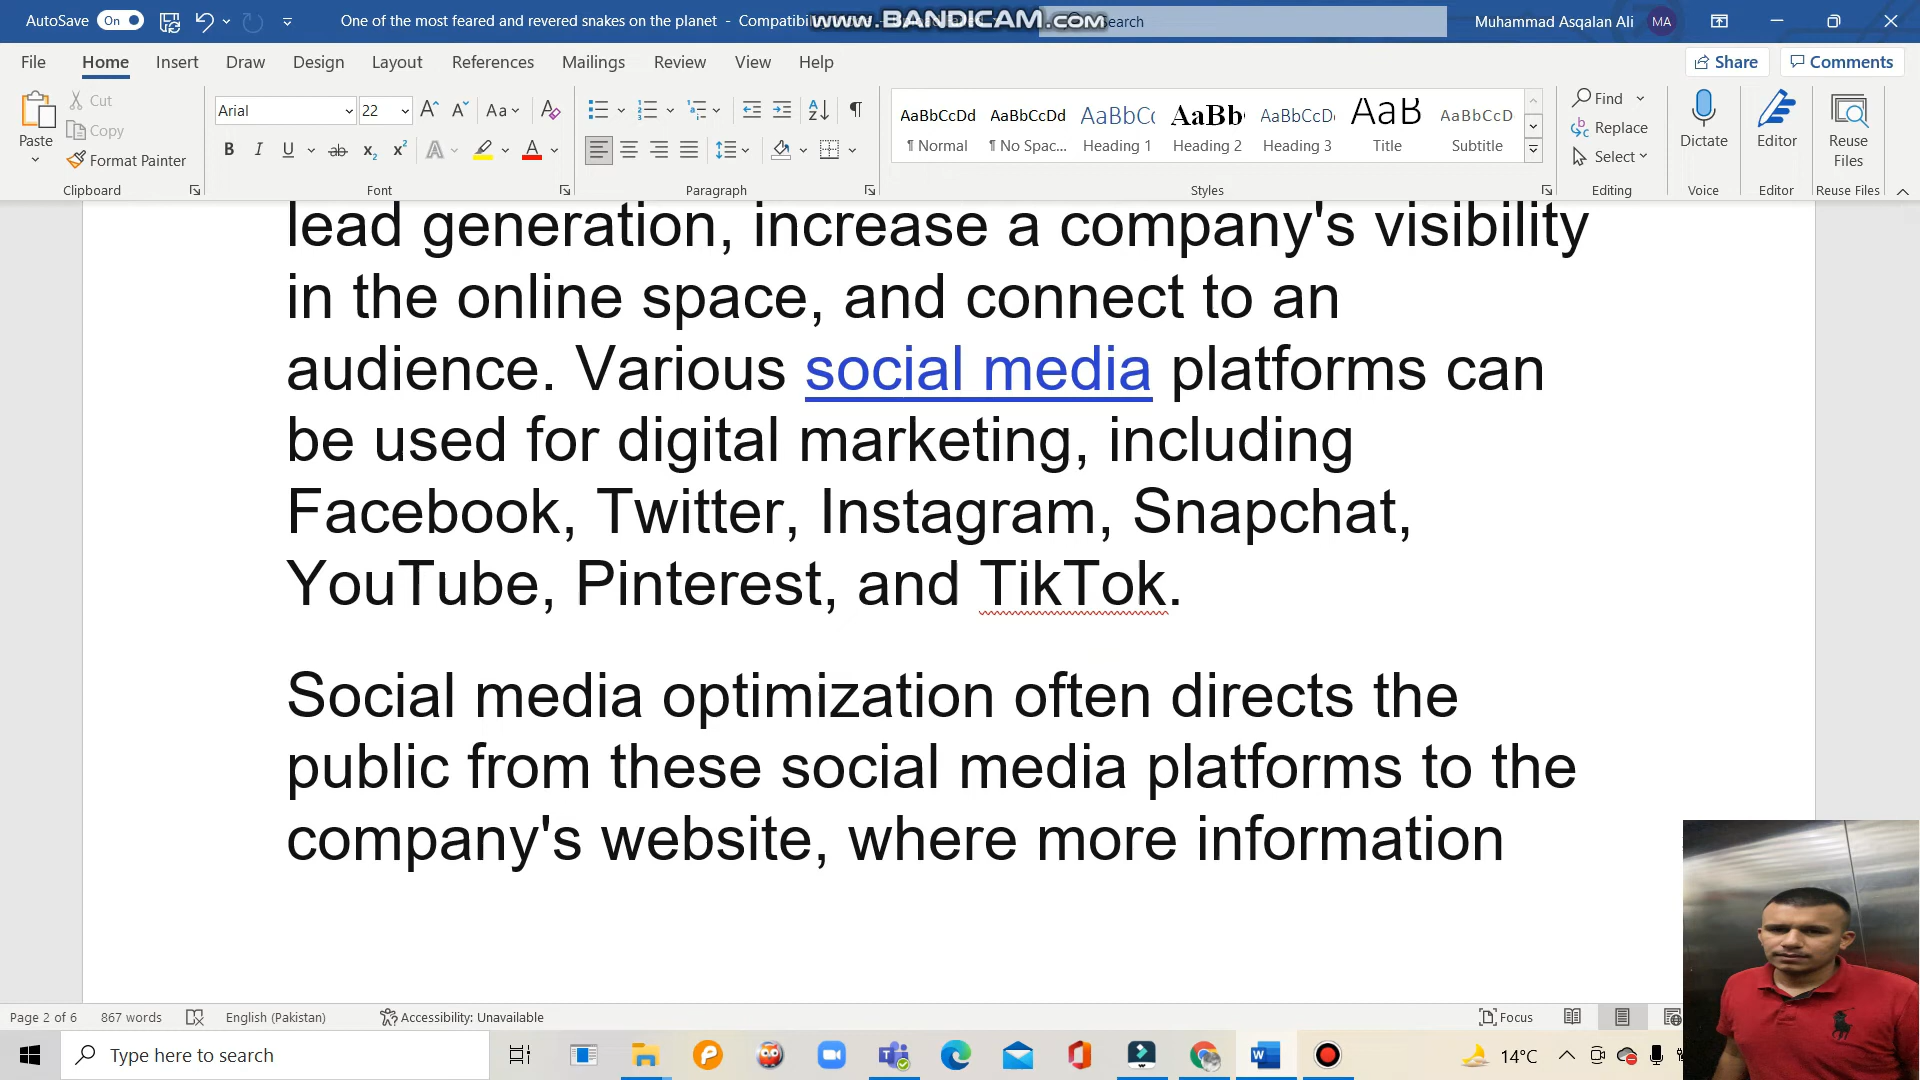 AutoSave On One of the most feared and revered snakes on the planet - Search Muhammad Asqalan Ali MA
www.BANDICAM.com
File Home Insert Draw Design Layout References Mailings Review View Help Share Comments
Paste Cut Copy Format Painter
Arial 22
AaBbCcDd AaBbCcDd AaBbCc AaBb AaBbCcDc AaB AaBbCcD
¶ Normal ¶ No Spac... Heading 1 Heading 2 Heading 3 Title Subtitle
Find Replace Select
Dictate Editor Reuse Files
Clipboard Font Paragraph Styles Editing Voice Editor Reuse Files
lead generation, increase a company's visibility
in the online space, and connect to an
audience. Various social media platforms can
be used for digital marketing, including
Facebook, Twitter, Instagram, Snapchat,
YouTube, Pinterest, and TikTok.
Social media optimization often directs the
public from these social media platforms to the
company's website, where more information
Page 2 of 6 867 words English (Pakistan) Accessibility: Unavailable Focus
Type here to search 14°C